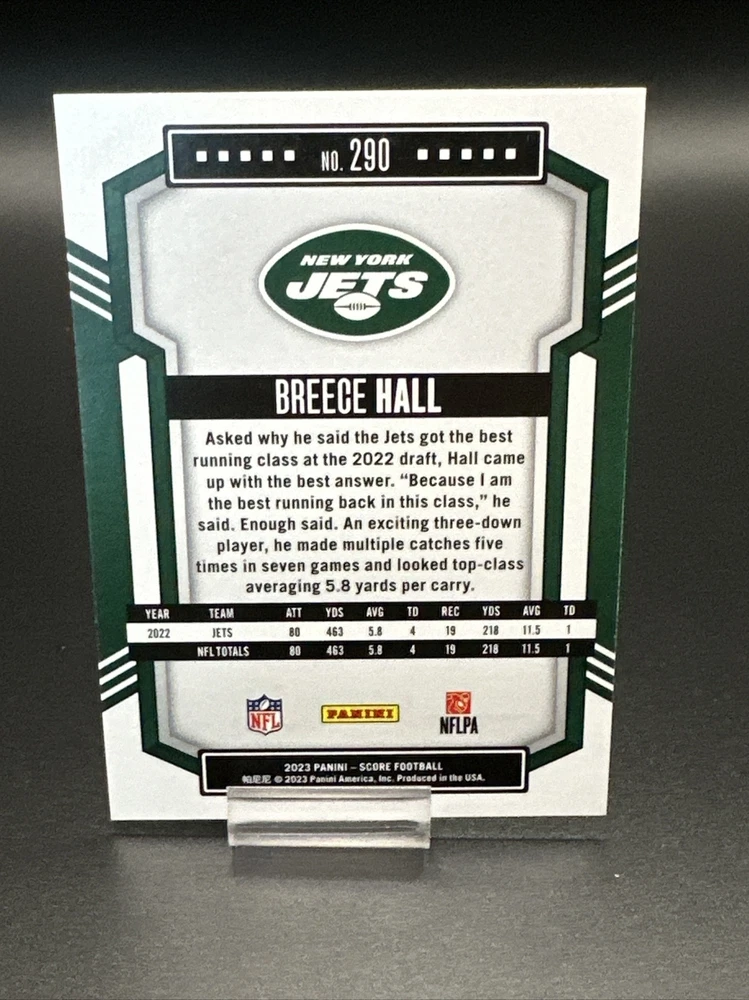 NO. 290
NEW YORK
JETS
BREECE HALL
Asked why he said the Jets got the best
running class at the 2022 draft, Hall came
up with the best answer. “Because I am
the best running back in this class,” he
said. Enough said. An exciting three-down
player, he made multiple catches five
times in seven games and looked top-class
averaging 5.8 yards per carry.
YEAR TEAM ATT YDS AVG TD REC YDS AVG TD
2022 JETS 80 463 5.8 4 19 218 11.5 1
NFL TOTALS 80 463 5.8 4 19 218 11.5 1
NFL PANINI NFLPA
2023 PANINI – SCORE FOOTBALL
帕尼尼 © 2023 Panini America, Inc. Produced in the USA.